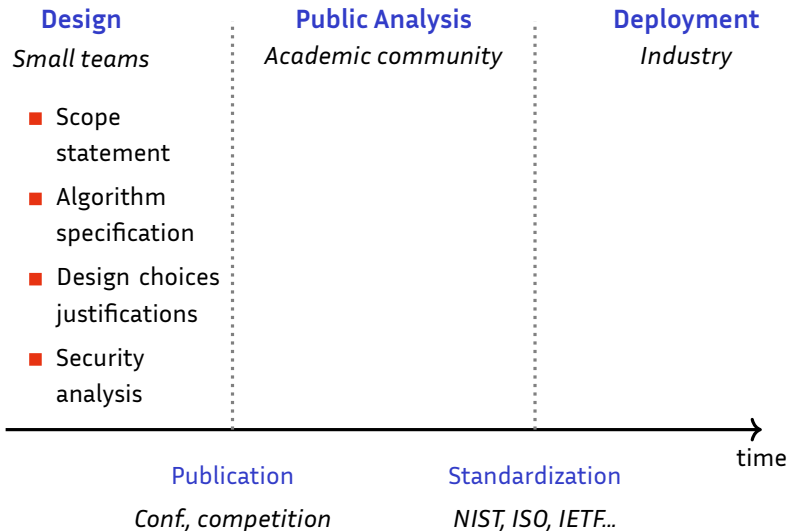 Design
Small teams
Scope
statement
Algorithm
specification
Design choices
justifications
Security
analysis
Public Analysis
Academic community
Deployment
Industry
time
Publication
Conf., competition
Standardization
NIST, ISO, IETF...